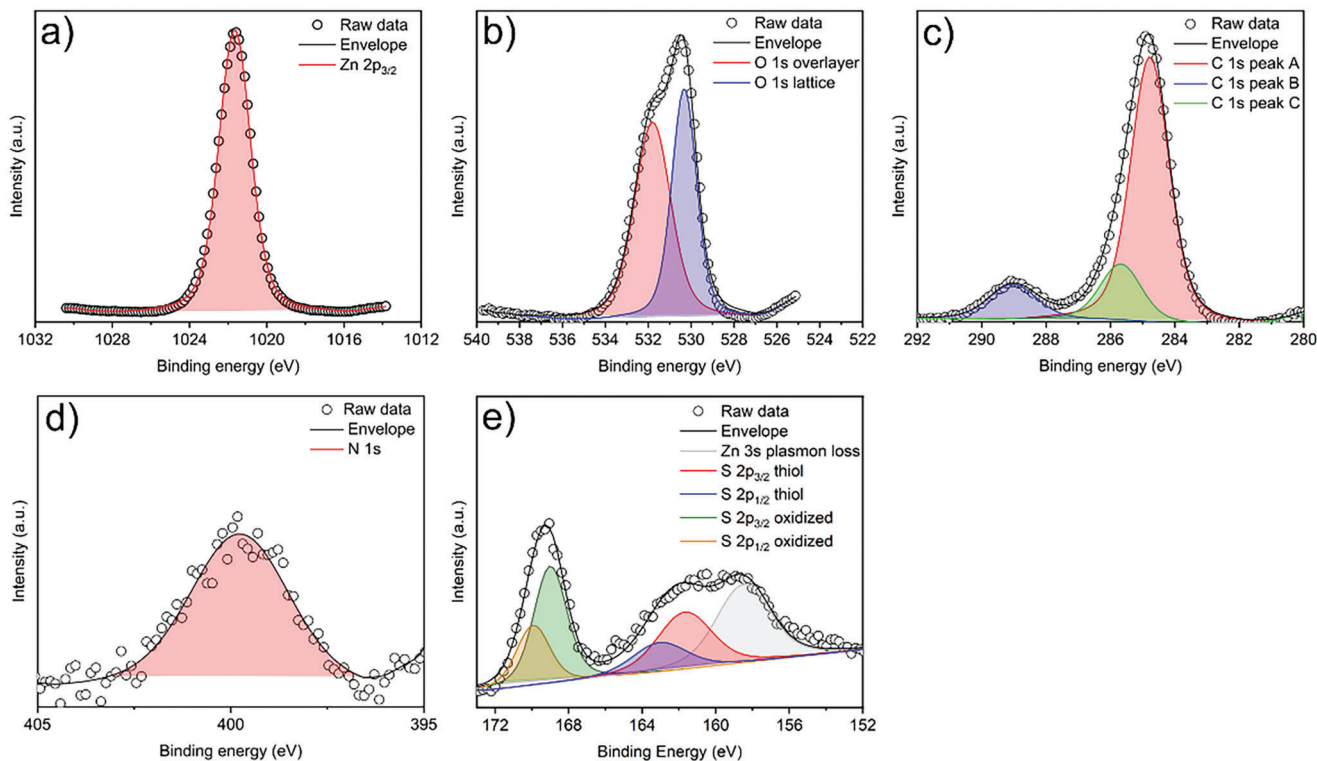 a)
Raw data
Envelope
Zn 2p3/2
Intensity (a.u.)
1032 1028 1024 1020 1016 1012
Binding energy (eV)
b)
Raw data
Envelope
O 1s overlayer
O 1s lattice
Intensity (a.u.)
540 538 536 534 532 530 528 526 524 522
Binding energy (eV)
c)
Raw data
Envelope
C 1s peak A
C 1s peak B
C 1s peak C
Intensity (a.u.)
292 290 288 286 284 282 280
Binding energy (eV)
d)
Raw data
Envelope
N 1s
Intensity (a.u.)
405 400 395
Binding energy (eV)
e)
Raw data
Envelope
Zn 3s plasmon loss
S 2p3/2 thiol
S 2p1/2 thiol
S 2p3/2 oxidized
S 2p1/2 oxidized
Intensity (a.u.)
172 168 164 160 156 152
Binding Energy (eV)